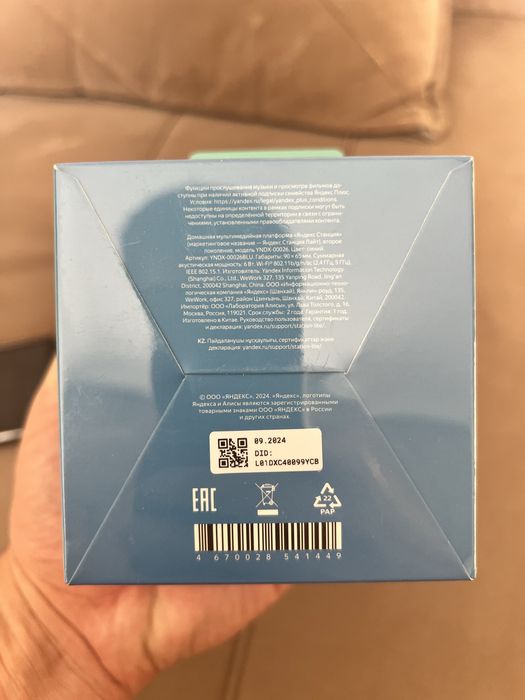 Функции прослушивания музыки и просмотра фильмов до-
ступны при наличии активной подписки семейства Яндекс Плюс.
Условия: https://yandex.ru/legal/yandex_plus_conditions.
Некоторые единицы контента в рамках подписки могут быть
недоступны на определённой территории в связи с ограни-
чениями, установленными правообладателями контента.
Домашняя мультимедийная платформа «Яндекс Станция»
(маркетинговое название — Яндекс Станция Лайт), второе
поколение, модель YNDX-00026. Цвет: синий.
Артикул: YNDX-00026BLU. Габариты: 90 × 65 мм. Суммарная
акустическая мощность: 6 Вт. Wi-Fi® 802.11 b/g/n/ac (2,4 ГГц, 5 ГГц),
IEEE 802.15.1. Изготовитель: Yandex Information Technology
(Shanghai) Co., Ltd., WeWork 327, 135 Yanping Road, Jing'an
District, 200042 Shanghai, China. ООО «Информационно-техно-
логическая компания «Яндекс» (Шанхай), Янпин-роуд, 135,
WeWork, офис 327, район Цзинъань, Шанхай, Китай, 200042.
Импортёр: ООО «Лаборатория Алисы», ул. Льва Толстого, д. 16,
Москва, Россия, 119021. Срок службы: 2 года. Гарантия: 1 год.
Изготовлено в Китае. Руководство пользователя, сертификаты
и декларация: yandex.ru/support/station-lite/.
KZ. Пайдаланушы нұсқаулығы, сертификаттар және
декларация: yandex.ru/support/station-lite/.
© ООО «ЯНДЕКС», 2024. «Яндекс», логотипы
Яндекса и Алисы являются зарегистрированными
товарными знаками ООО «ЯНДЕКС» в России
и других странах.
09.2024
DID:
L01DXC40099YCB
EAC
22
PAP
4 670028 541449